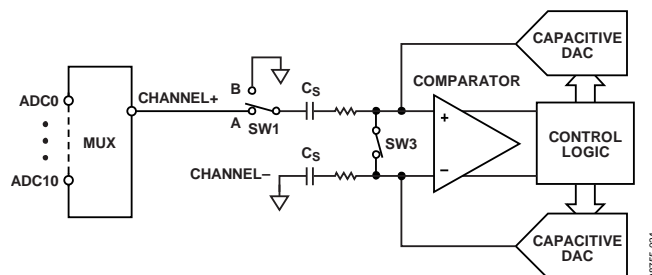 CAPACITIVE
DAC
B
COMPARATOR
ADC0
CHANNEL+
CS
A
SW1
+
MUX
SW3
CONTROL
LOGIC
ADC10
CHANNEL–
CS
–
CAPACITIVE
DAC